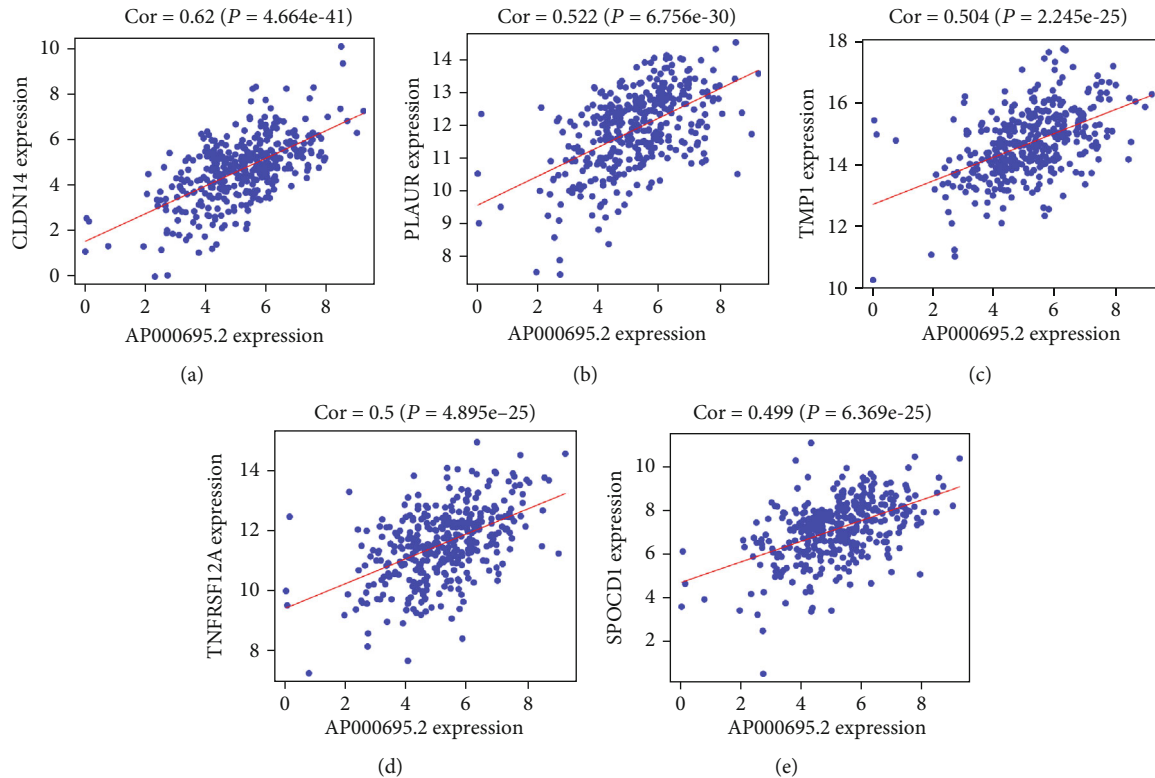 Cor = 0.62 (P = 4.664e-41)
CLDN14 expression
10
8
6
4
2
0
0 2 4 6 8
AP000695.2 expression
(a)
Cor = 0.522 (P = 6.756e-30)
PLAUR expression
14
13
12
11
10
9
8
0 2 4 6 8
AP000695.2 expression
(b)
Cor = 0.504 (P = 2.245e-25)
TMP1 expression
18
16
14
12
10
0 2 4 6 8
AP000695.2 expression
(c)
Cor = 0.5 (P = 4.895e–25)
TNFRSF12A expression
14
12
10
8
0 2 4 6 8
AP000695.2 expression
(d)
Cor = 0.499 (P = 6.369e-25)
SPOCD1 expression
10
8
6
4
2
0 2 4 6 8
AP000695.2 expression
(e)